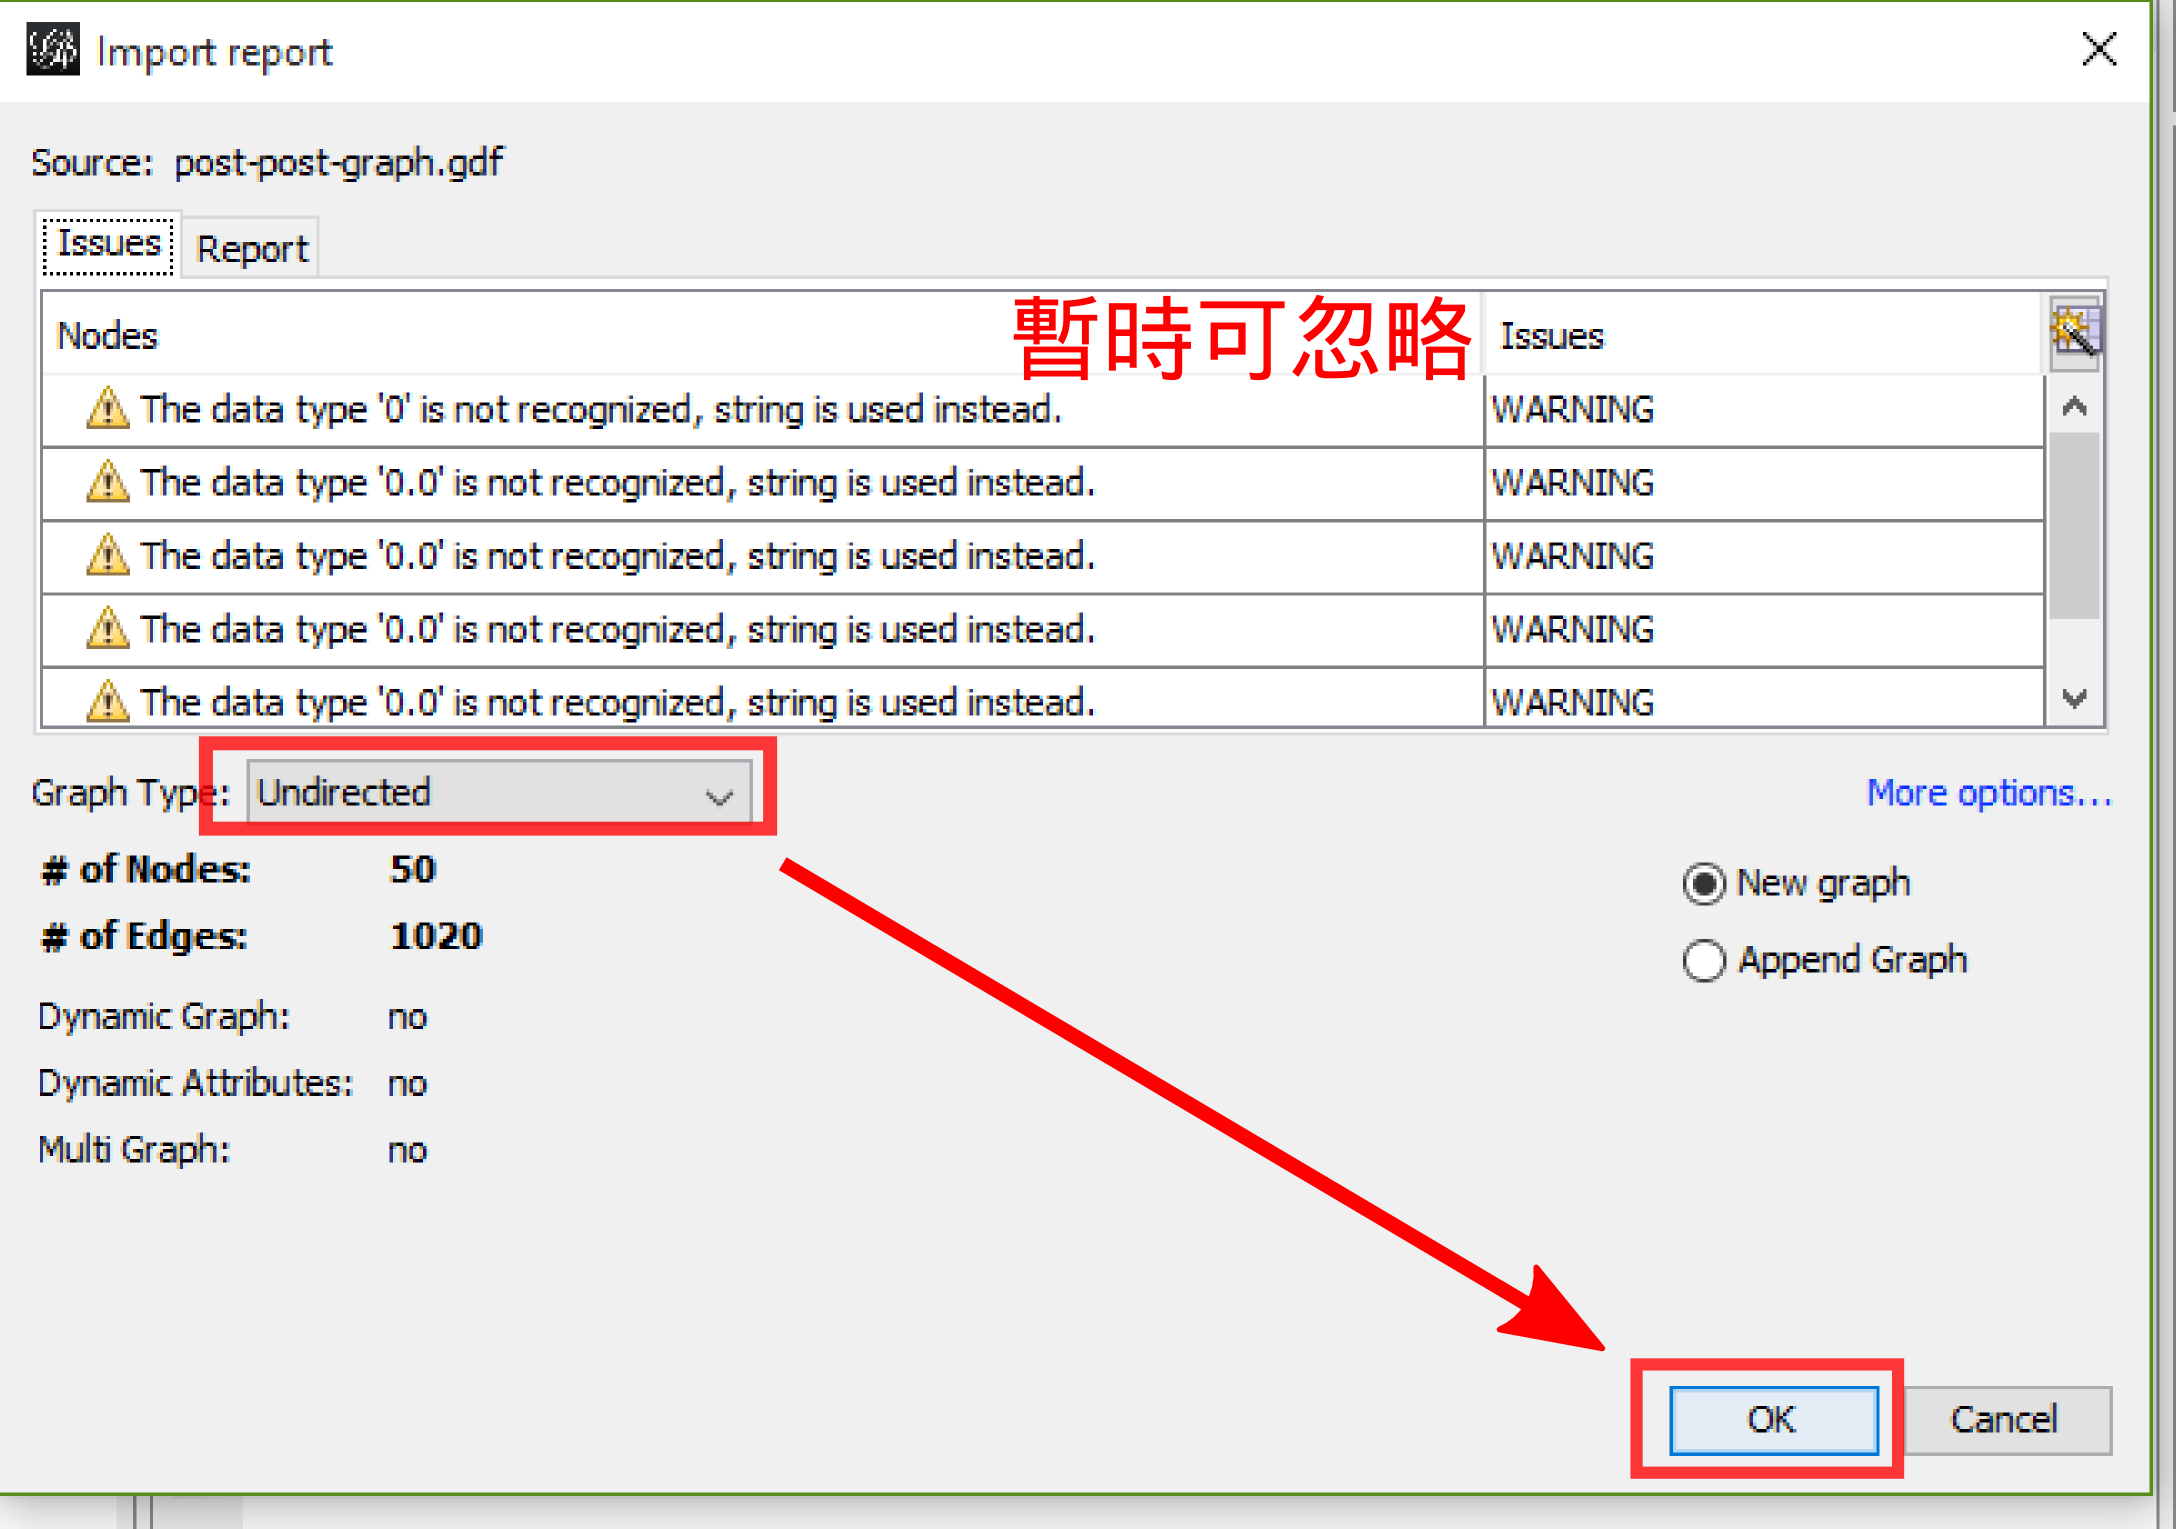 Import report
Source: post-post-graph.gdf
Issues Report
Nodes 暫時可忽略 Issues
The data type '0' is not recognized, string is used instead. WARNING
The data type '0.0' is not recognized, string is used instead. WARNING
The data type '0.0' is not recognized, string is used instead. WARNING
The data type '0.0' is not recognized, string is used instead. WARNING
The data type '0.0' is not recognized, string is used instead. WARNING
Graph Type: Undirected More options...
# of Nodes: 50
New graph
# of Edges: 1020
Append Graph
Dynamic Graph: no
Dynamic Attributes: no
Multi Graph: no
OK Cancel